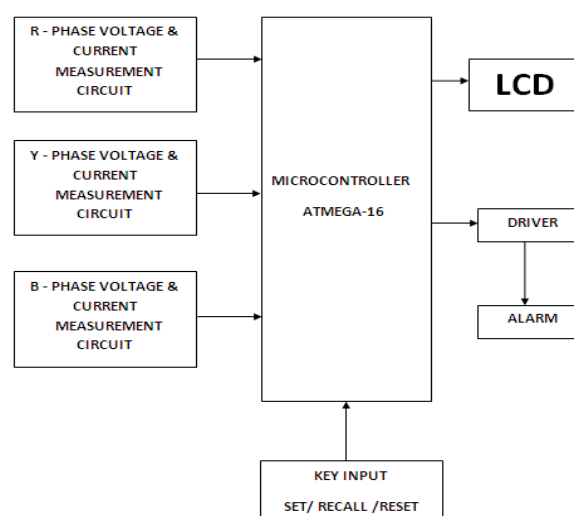 R - PHASE VOLTAGE &
CURRENT
MEASUREMENT
CIRCUIT
Y - PHASE VOLTAGE &
CURRENT
MEASUREMENT
CIRCUIT
B - PHASE VOLTAGE &
CURRENT
MEASUREMENT
CIRCUIT
MICROCONTROLLER
ATMEGA-16
LCD
DRIVER
ALARM
KEY INPUT
SET/ RECALL /RESET